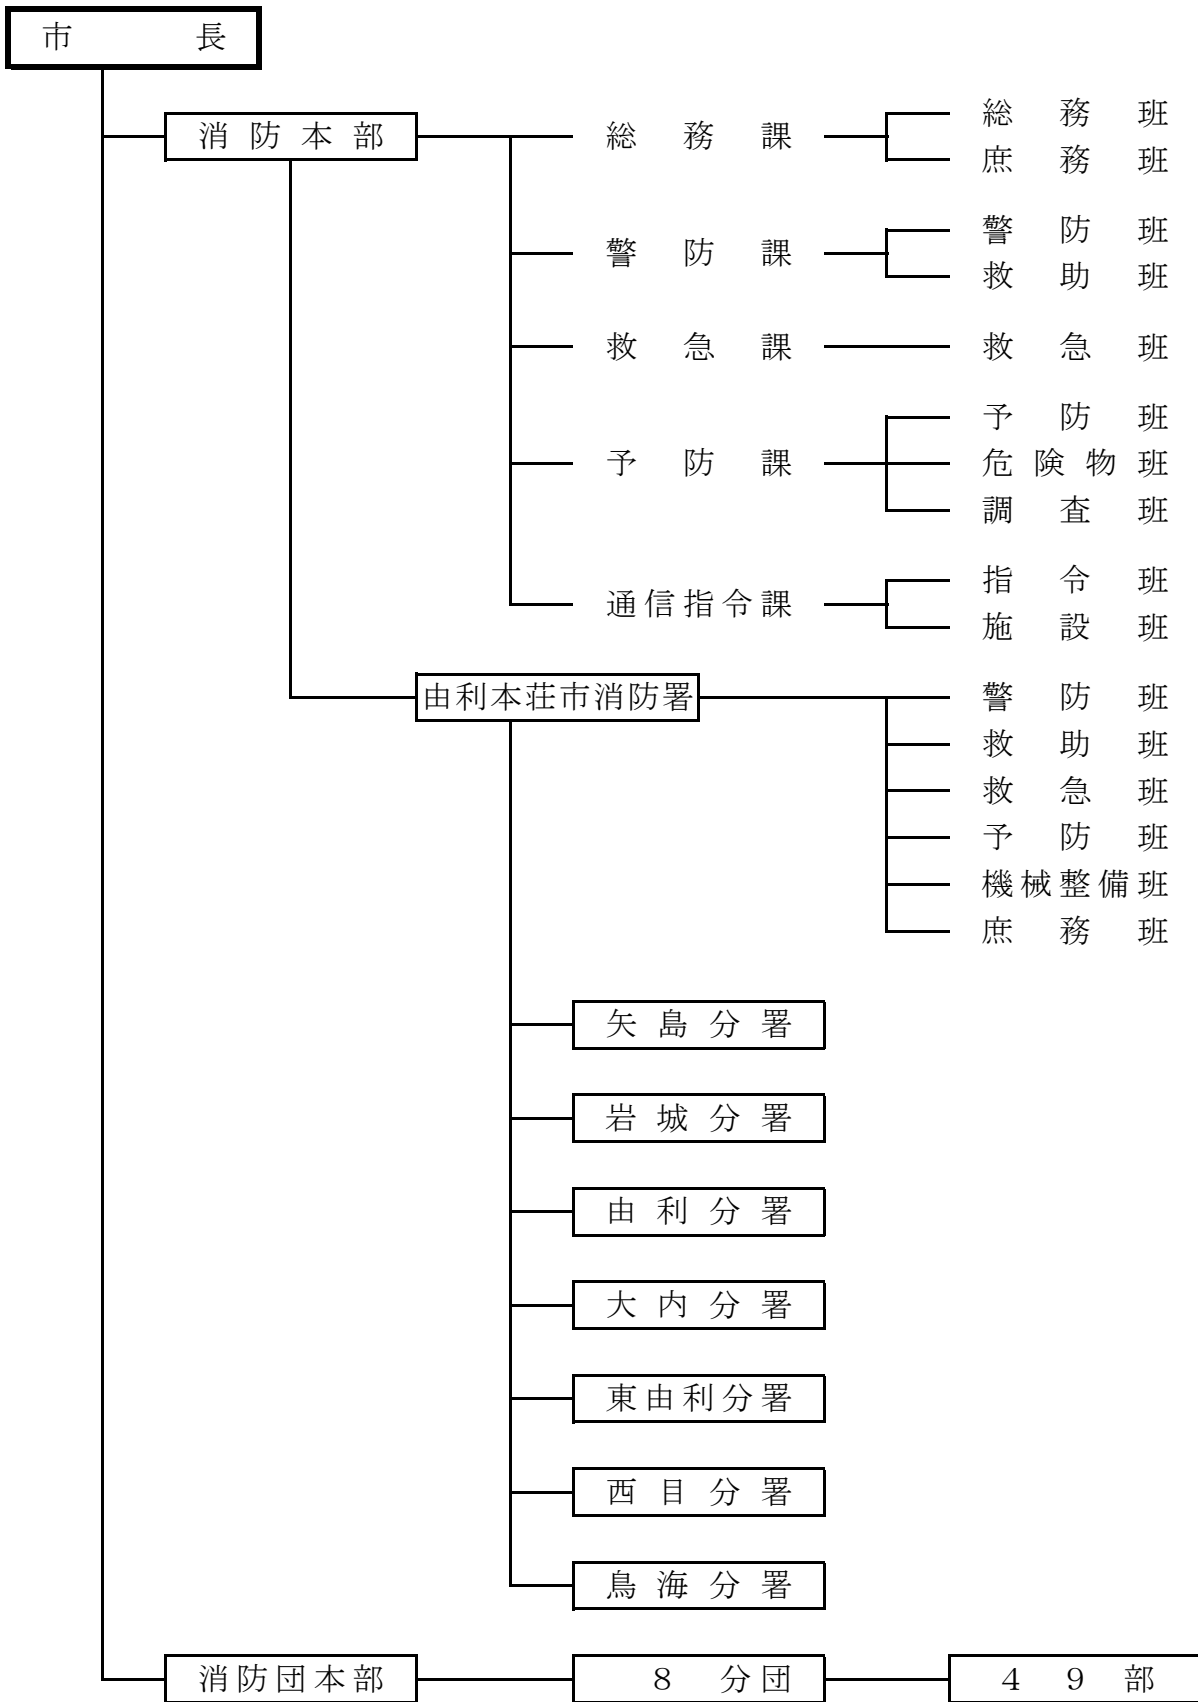 市長
消防本部
総務課
総務班
庶務班
警防課
警防班
救助班
救急課
救急班
予防課
予防班
危険物班
調査班
通信指令課
指令班
施設班
由利本荘市消防署
警防班
救助班
救急班
予防班
機械整備班
庶務班
矢島分署
岩城分署
由利分署
大内分署
東由利分署
西目分署
鳥海分署
消防団本部
８ 分団
４９部